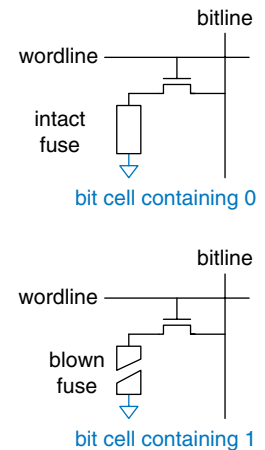 bitline
wordline
intact
fuse
bit cell containing 0
bitline
wordline
blown
fuse
bit cell containing 1